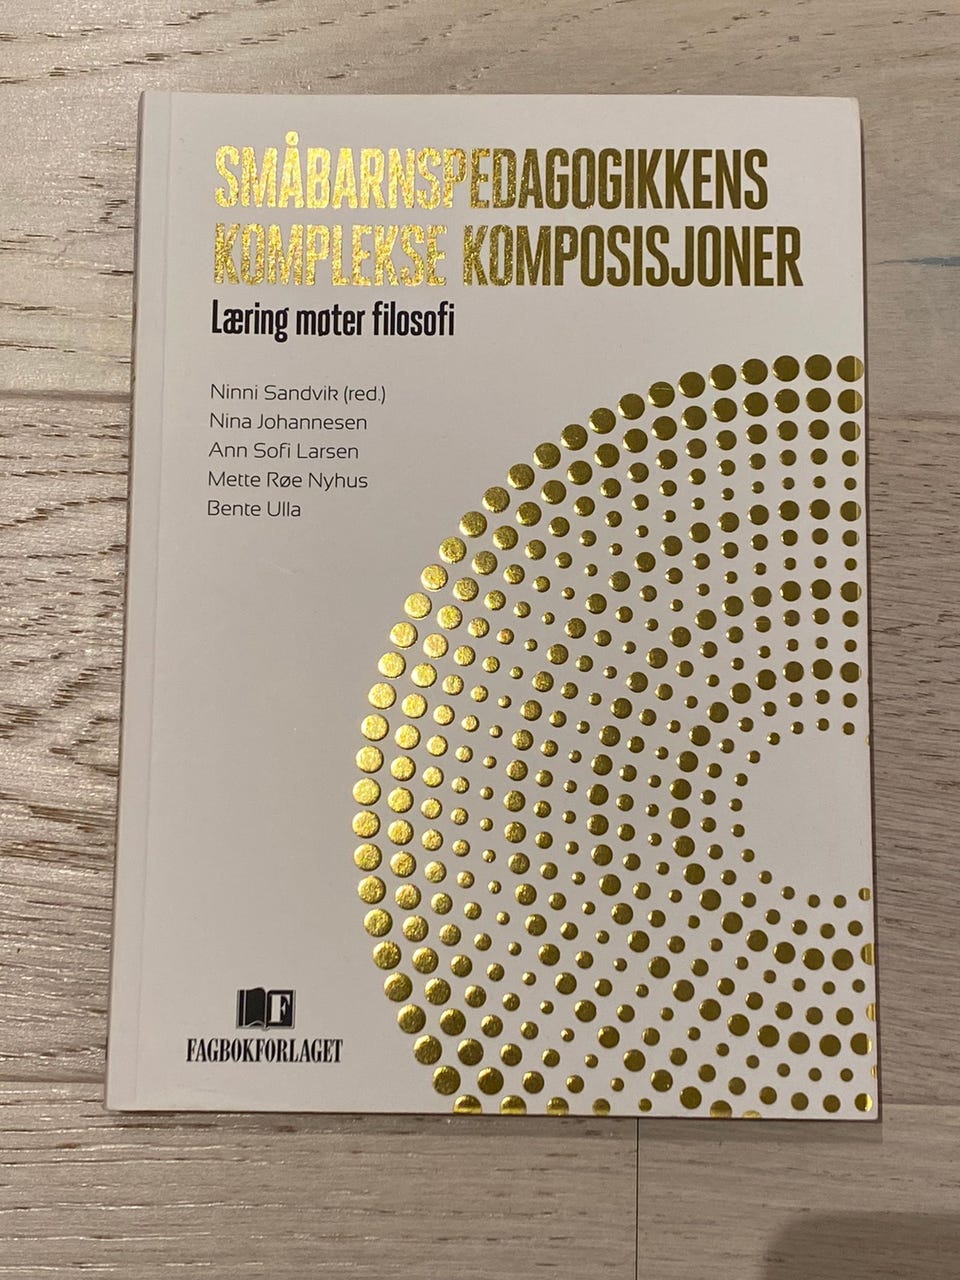 SMÅBARNSPEDAGOGIKKENS
KOMPLEKSE KOMPOSISJONER
Læring møter filosofi
Ninni Sandvik (red.)
Nina Johannesen
Ann Sofi Larsen
Mette Røe Nyhus
Bente Ulla
F
FAGBOKFORLAGET